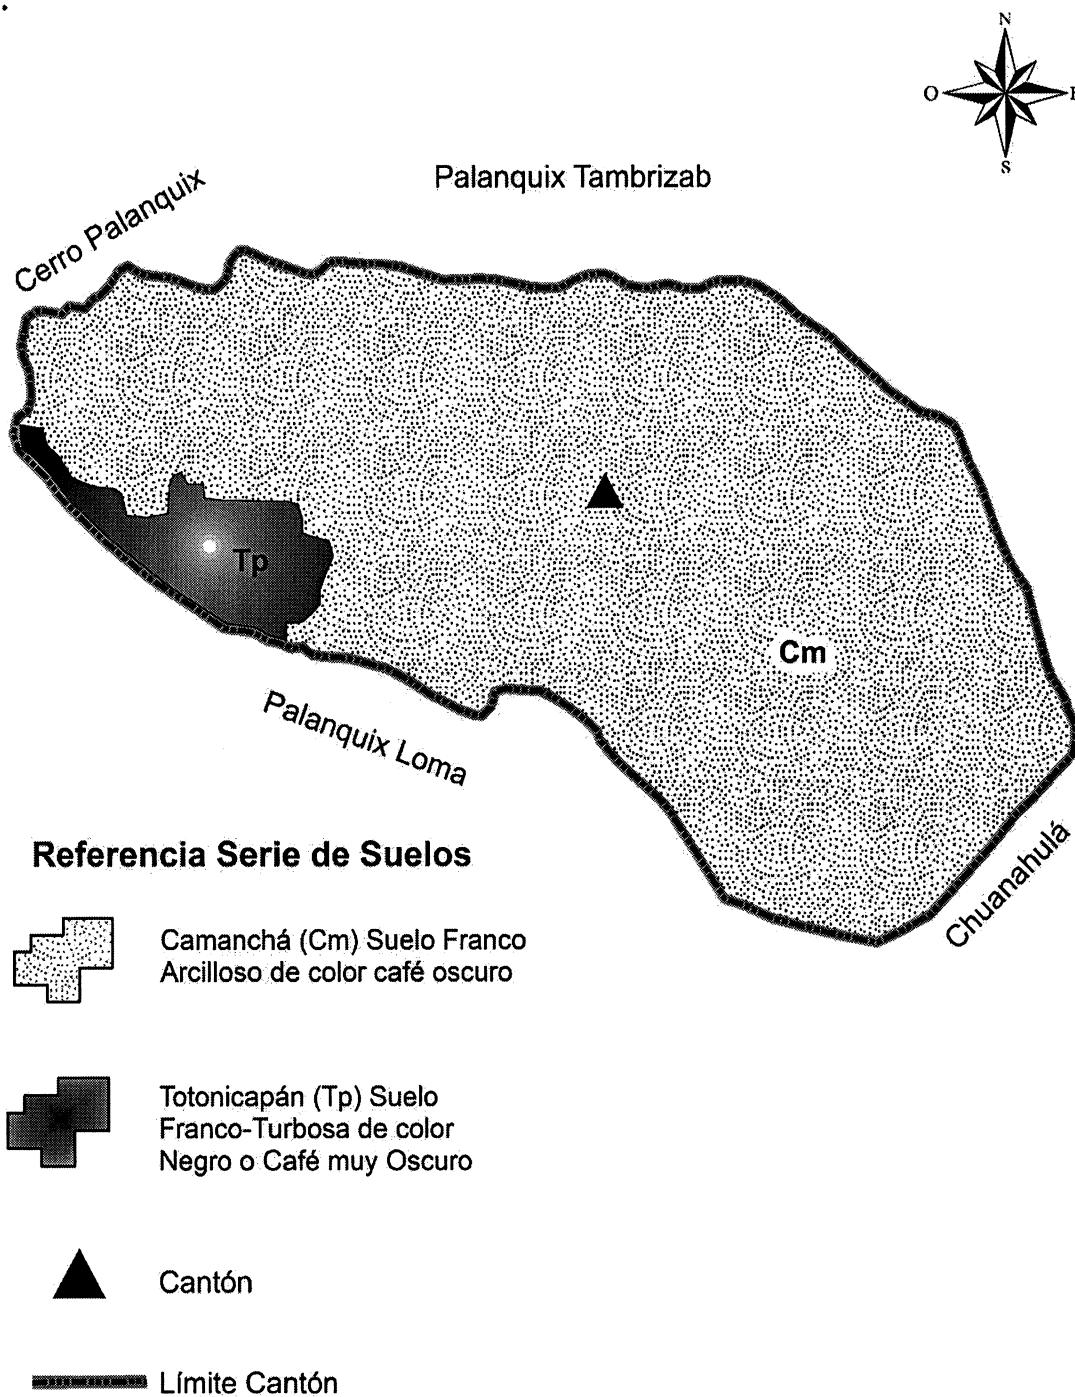 N
O
E
S
Palanquix Tambrizab
Cerro Palanquix
Tp
Cm
Palanquix Loma
Chuanahulá
Referencia Serie de Suelos
Camanchá (Cm) Suelo Franco
Arcilloso de color café oscuro
Totonicapán (Tp) Suelo
Franco-Turbosa de color
Negro o Café muy Oscuro
Cantón
Límite Cantón